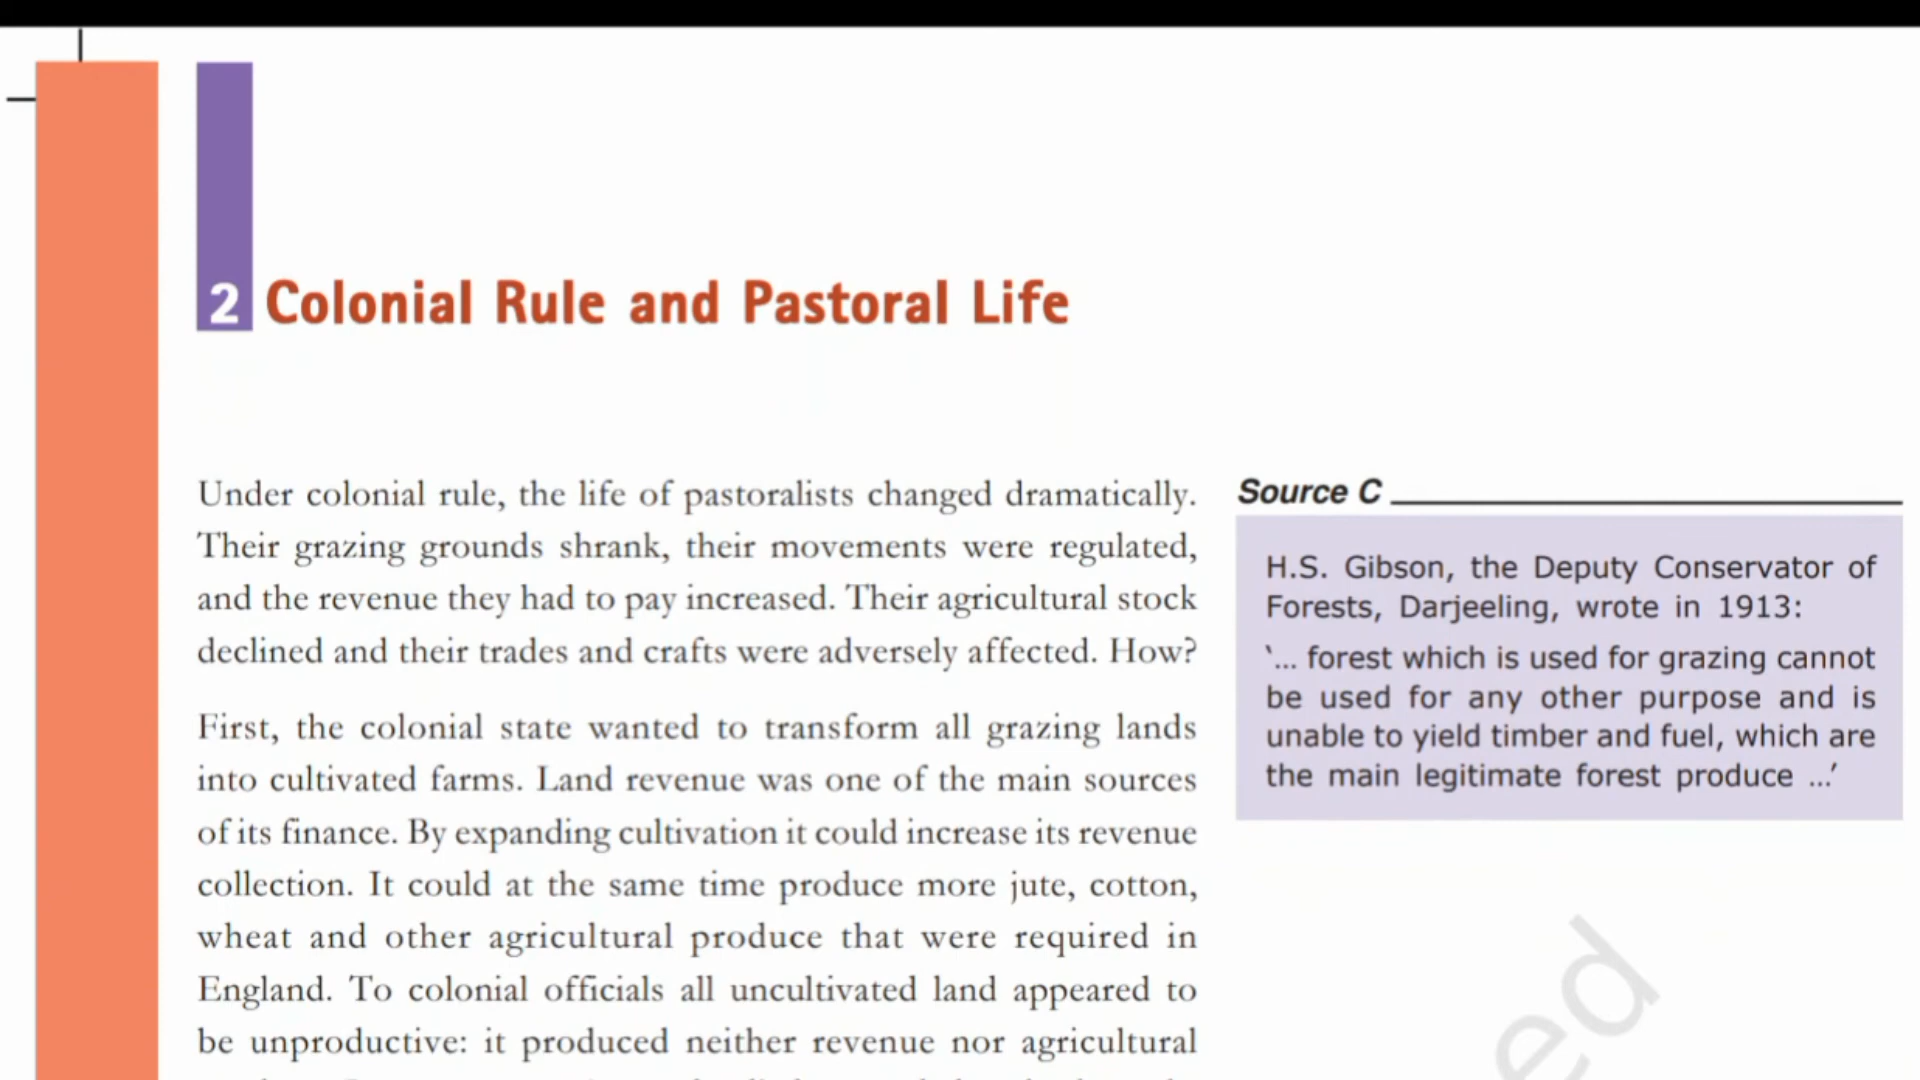 2 Colonial Rule and Pastoral Life
Under colonial rule, the life of pastoralists changed dramatically.
Their grazing grounds shrank, their movements were regulated,
and the revenue they had to pay increased. Their agricultural stock
declined and their trades and crafts were adversely affected. How?
First, the colonial state wanted to transform all grazing lands
into cultivated farms. Land revenue was one of the main sources
of its finance. By expanding cultivation it could increase its revenue
collection. It could at the same time produce more jute, cotton,
wheat and other agricultural produce that were required in
England. To colonial officials all uncultivated land appeared to
be unproductive: it produced neither revenue nor agricultural
Source C
H.S. Gibson, the Deputy Conservator of
Forests, Darjeeling, wrote in 1913:
‘... forest which is used for grazing cannot
be used for any other purpose and is
unable to yield timber and fuel, which are
the main legitimate forest produce ...’
ed